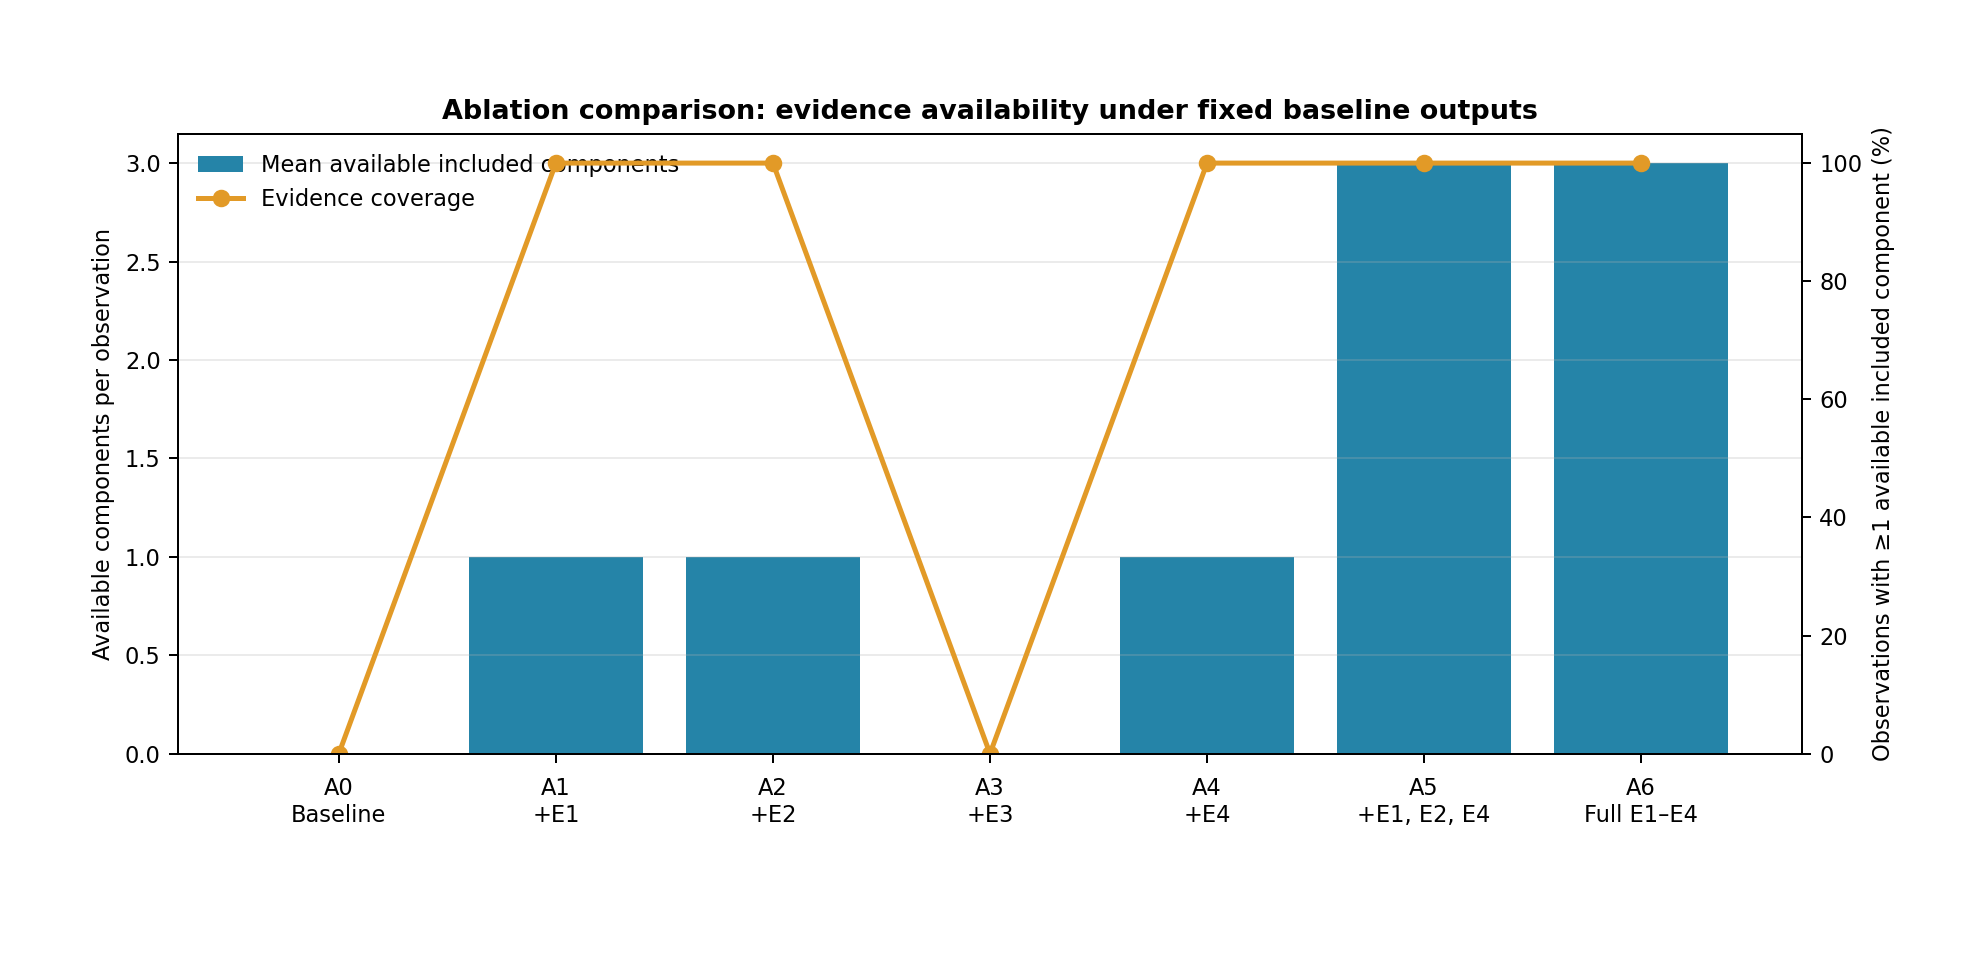 Ablation comparison: evidence availability under fixed baseline outputs
Mean available included components
Evidence coverage
Available components per observation
3.0
2.5
2.0
1.5
1.0
0.5
0.0
100
80
60
40
20
0
Observations with ≥1 available included component (%)
A0
Baseline
A1
+E1
A2
+E2
A3
+E3
A4
+E4
A5
+E1, E2, E4
A6
Full E1–E4